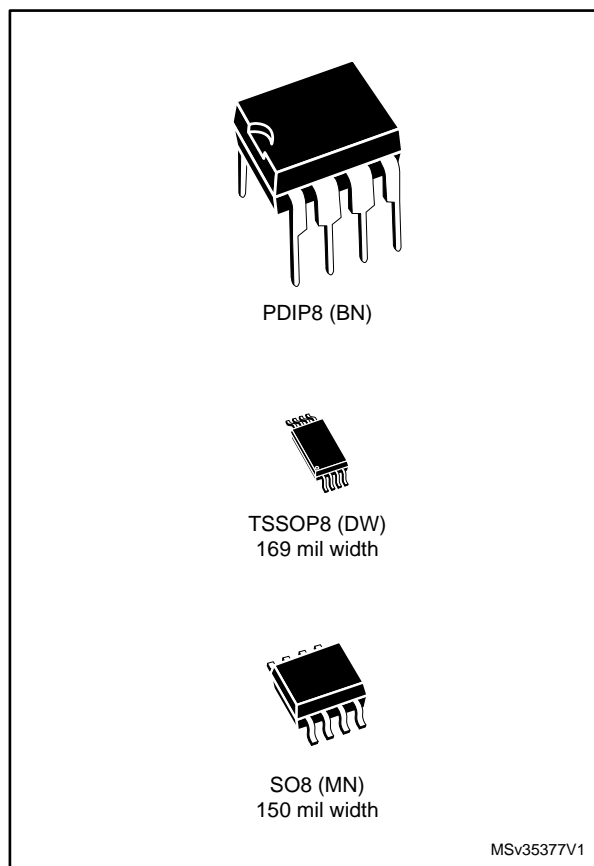 PDIP8 (BN)
TSSOP8 (DW)
169 mil width
SO8 (MN)
150 mil width
MSv35377V1